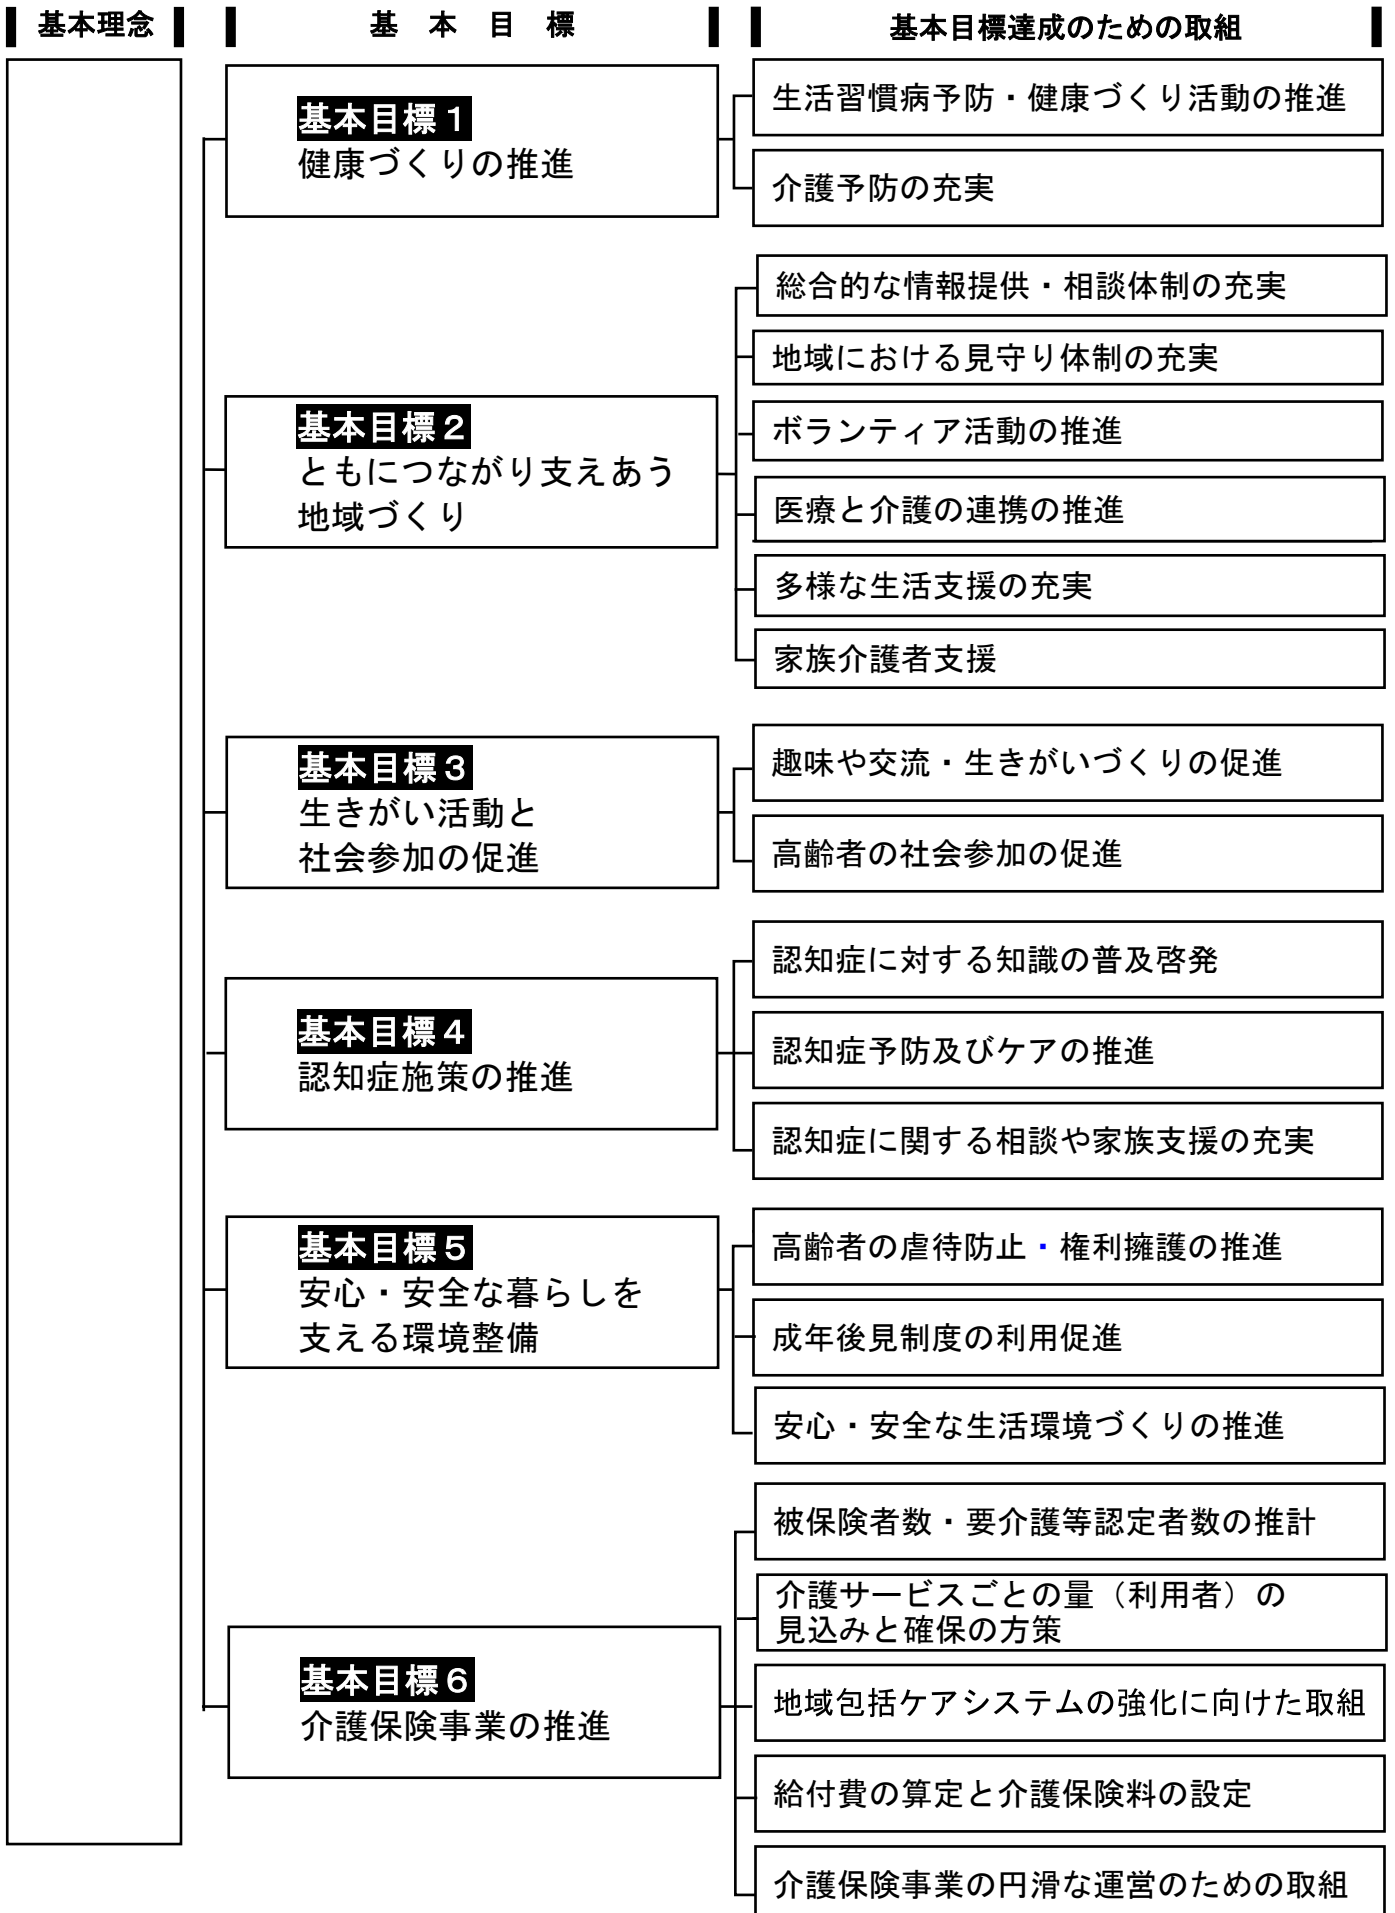 基本理念
基本目標
基本目標達成のための取組
基本目標１
健康づくりの推進
生活習慣病予防・健康づくり活動の推進
介護予防の充実
基本目標２
ともにつながり支えあう
地域づくり
総合的な情報提供・相談体制の充実
地域における見守り体制の充実
ボランティア活動の推進
医療と介護の連携の推進
多様な生活支援の充実
家族介護者支援
基本目標３
生きがい活動と
社会参加の促進
趣味や交流・生きがいづくりの促進
高齢者の社会参加の促進
基本目標４
認知症施策の推進
認知症に対する知識の普及啓発
認知症予防及びケアの推進
認知症に関する相談や家族支援の充実
基本目標５
安心・安全な暮らしを
支える環境整備
高齢者の虐待防止・権利擁護の推進
成年後見制度の利用促進
安心・安全な生活環境づくりの推進
基本目標６
介護保険事業の推進
被保険者数・要介護等認定者数の推計
介護サービスごとの量（利用者）の
見込みと確保の方策
地域包括ケアシステムの強化に向けた取組
給付費の算定と介護保険料の設定
介護保険事業の円滑な運営のための取組